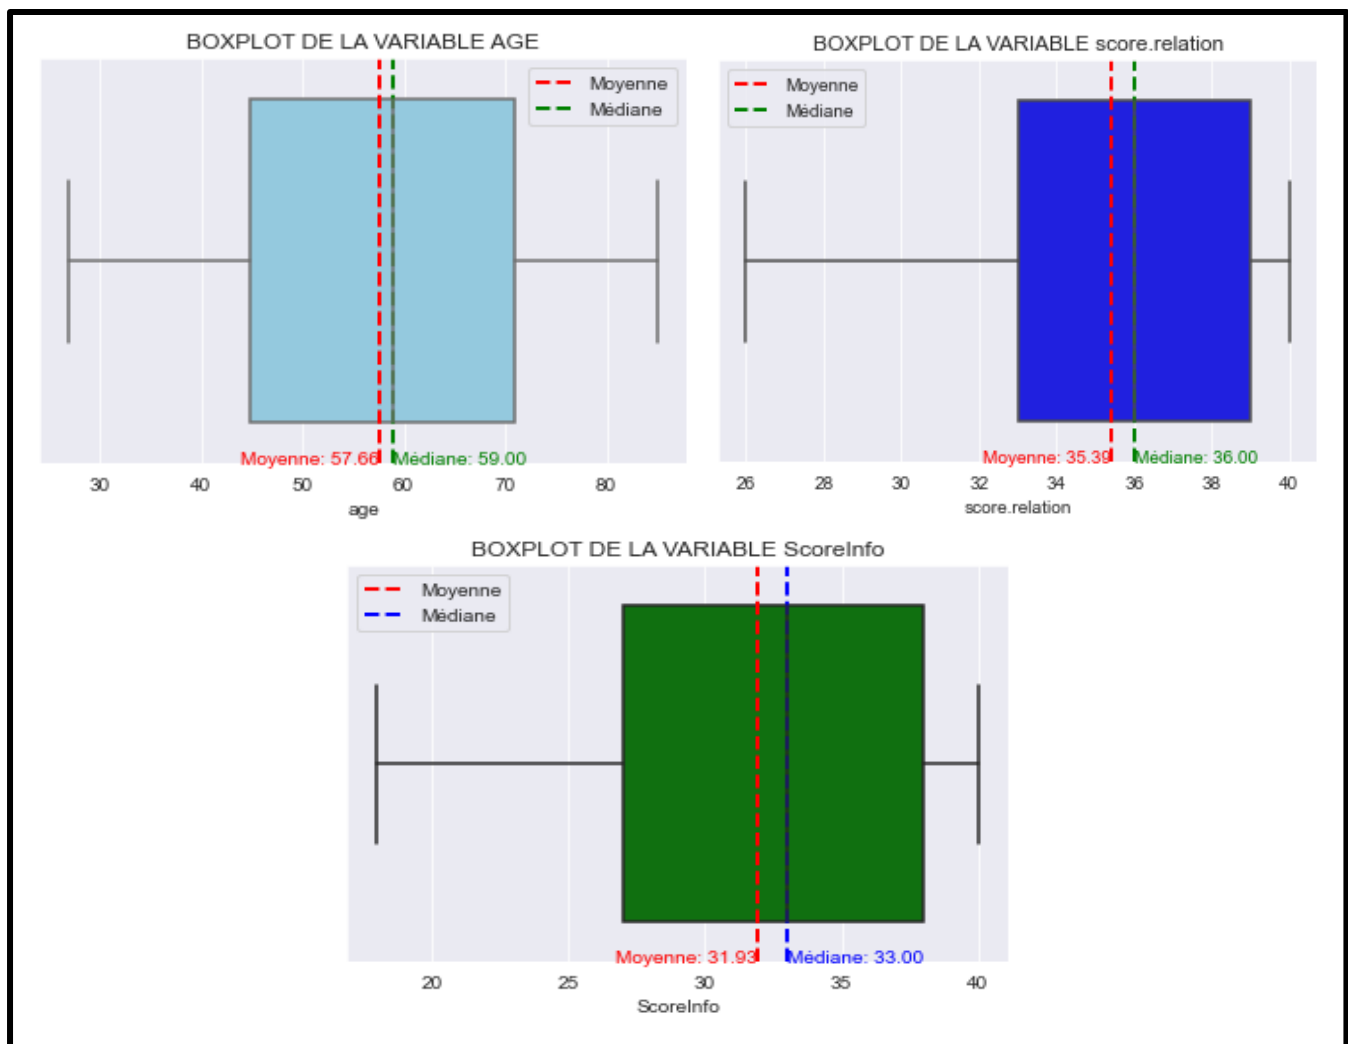 BOXPLOT DE LA VARIABLE AGE
Moyenne
Médiane
Moyenne: 57.66
Médiane: 59.00
30 40 50 60 70 80
age
BOXPLOT DE LA VARIABLE score.relation
Moyenne
Médiane
Moyenne: 35.39
Médiane: 36.00
26 28 30 32 34 36 38 40
score.relation
BOXPLOT DE LA VARIABLE ScoreInfo
Moyenne
Médiane
Moyenne: 31.93
Médiane: 33.00
20 25 30 35 40
ScoreInfo